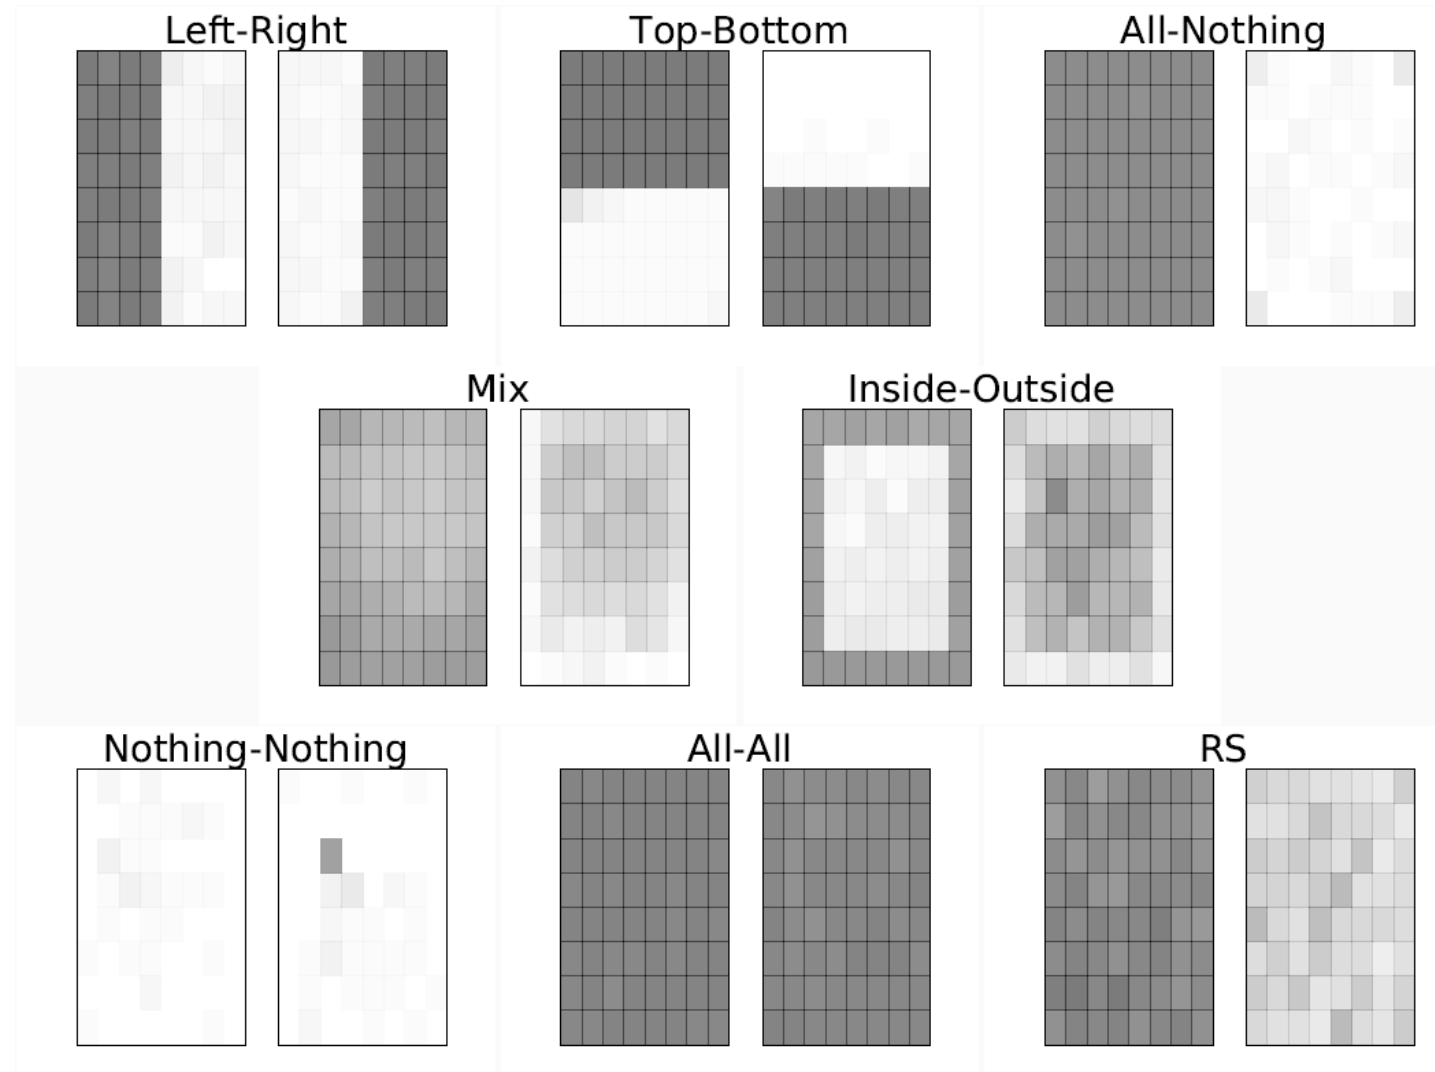 Left-Right
Top-Bottom
All-Nothing
Mix
Inside-Outside
Nothing-Nothing
All-All
RS